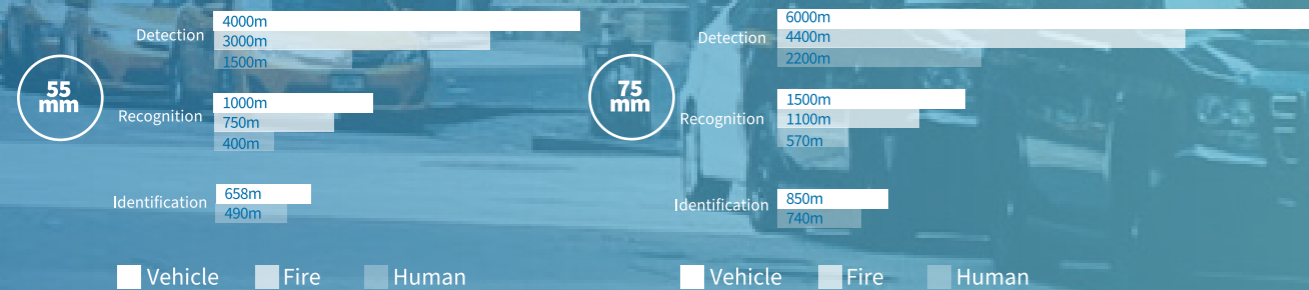 55
mm
Detection
4000m
3000m
1500m
Recognition
1000m
750m
400m
Identification
658m
490m
Vehicle Fire Human
75
mm
Detection
6000m
4400m
2200m
Recognition
1500m
1100m
570m
Identification
850m
740m
Vehicle Fire Human